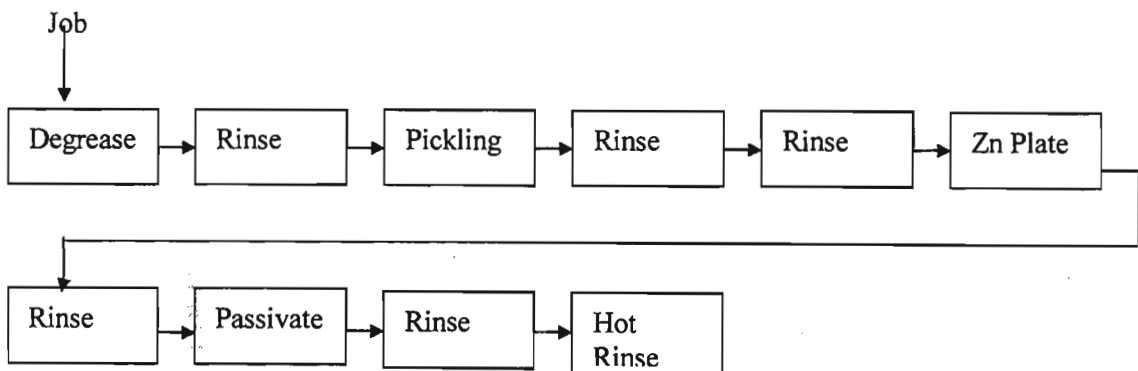 Job
Degrease
Rinse
Pickling
Rinse
Rinse
Zn Plate
Rinse
Passivate
Rinse
Hot
Rinse